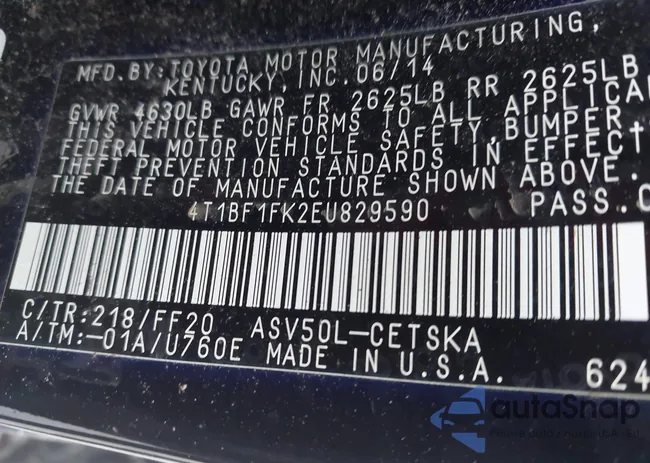 MFD. BY: TOYOTA MOTOR MANUFACTURING,
KENTUCKY, INC. 06/14
GVWR 4630LB GAWR FR 2625LB RR 2625LB
THIS VEHICLE CONFORMS TO ALL APPLICA
FEDERAL MOTOR VEHICLE SAFETY, BUMPER,
THEFT PREVENTION STANDARDS IN EFFECT
THE DATE OF MANUFACTURE SHOWN ABOVE.
4T1BF1FK2EU829590 PASS.C
C/TR:218/FF20 ASV50L-CETSKA
A/TM:-01A/U760E MADE IN U.S.A. 624
autaShap